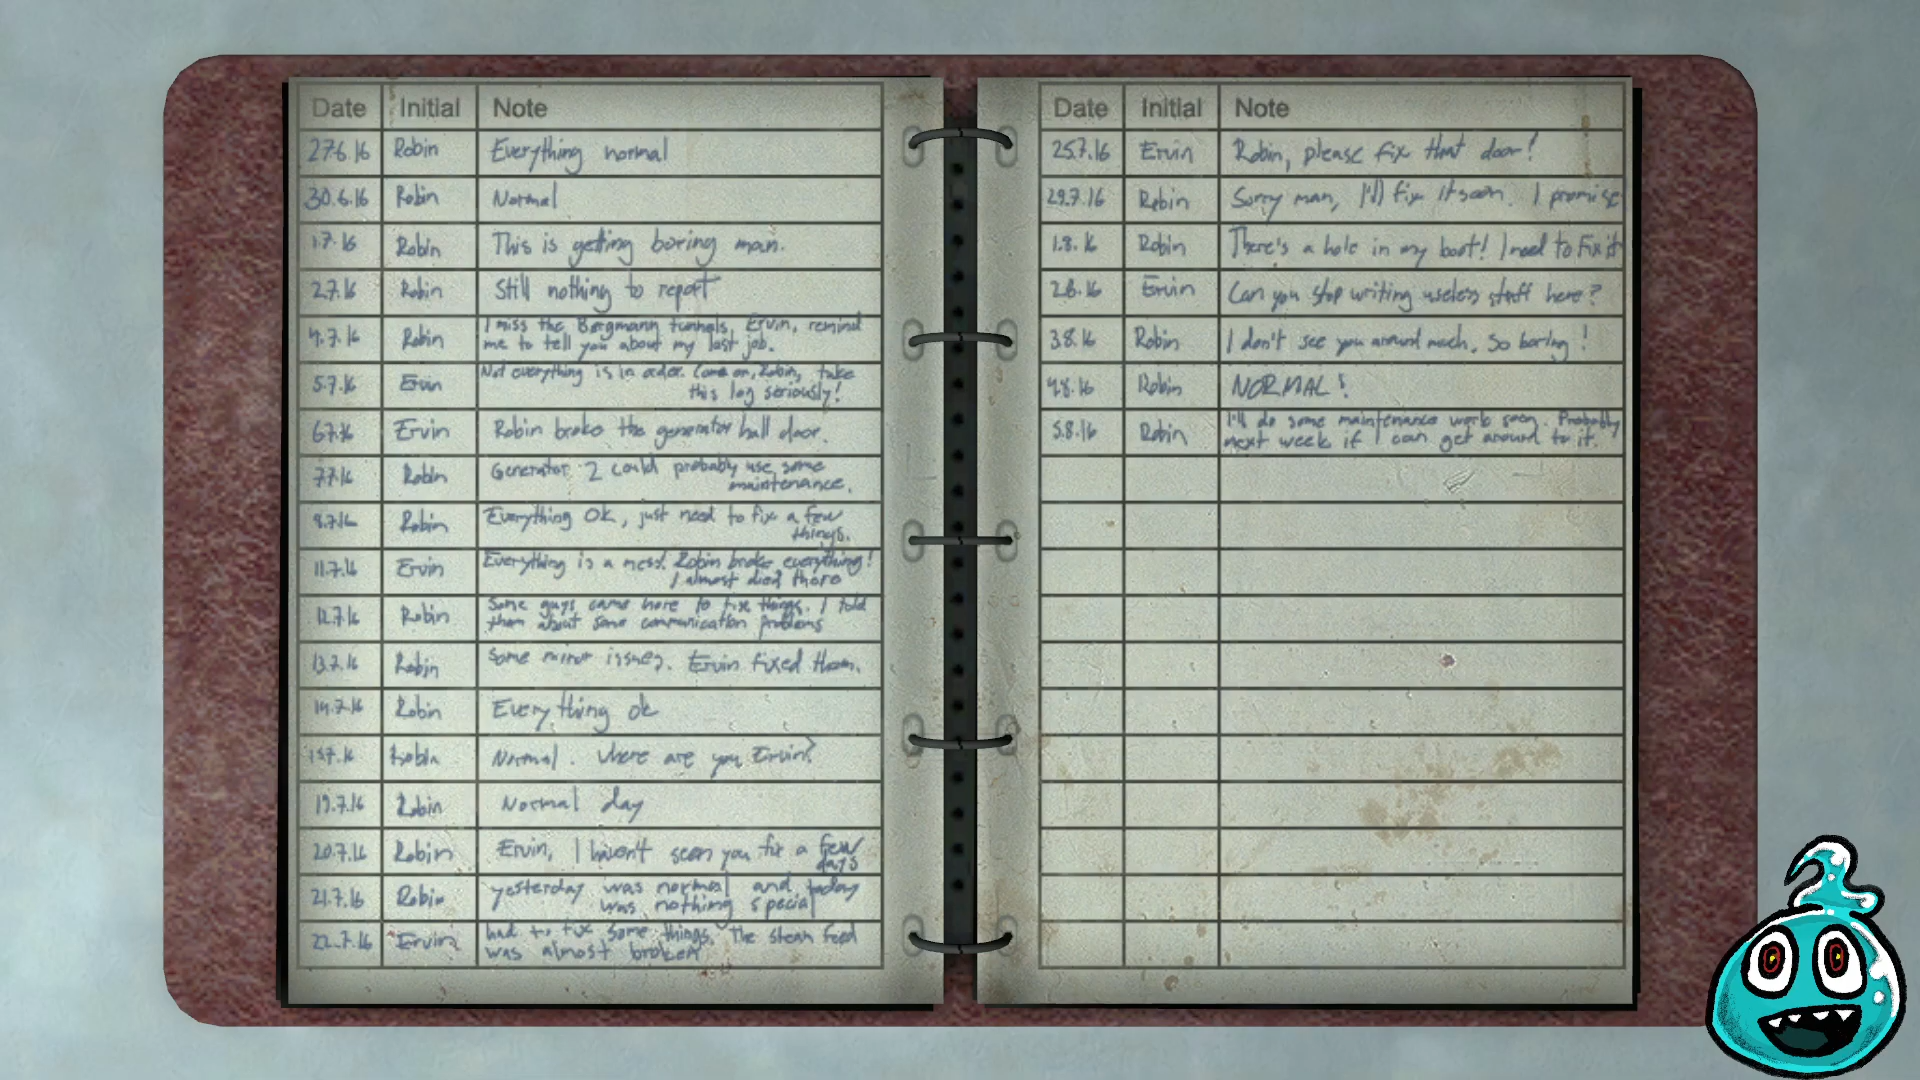 Date Initial Note
27.6.16 Robin Everything normal
30.6.16 Robin Normal
1.7.16 Robin This is getting boring man.
2.7.16 Robin Still nothing to report
4.7.16 Robin I miss the Bergmann tunnels. Ervin, remind
me to tell you about my last job.
5.7.16 Ervin Not everything is in order. Come on, Robin, take
this log seriously!
6.7.16 Ervin Robin broke the generator hall door.
7.7.16 Robin Generator 2 could probably use some
maintenance.
8.7.16 Robin Everything OK, just need to fix a few
things.
11.7.16 Ervin Everything is a mess! Robin broke everything!
I almost died there
12.7.16 Robin Some guys came here to fix things. I told
them about some communication problems
13.7.16 Robin Some minor issues. Ervin fixed them.
14.7.16 Robin Everything ok
15.7.16 Robin Normal. Where are you Ervin?
19.7.16 Robin Normal day
20.7.16 Robin Ervin, I haven't seen you for a few
days
21.7.16 Robin yesterday was normal and today
was nothing special
22.7.16 Ervin had to fix some things. The steam feed
was almost broken
Date Initial Note
25.7.16 Ervin Robin, please fix that door!
29.7.16 Robin Sorry man, I'll fix it soon. I promise
1.8.16 Robin There's a hole in my boot! I need to fix it
2.8.16 Ervin Can you stop writing useless stuff here?
3.8.16 Robin I don't see you around much. So boring!
4.8.16 Robin NORMAL!
5.8.16 Robin I'll do some maintenance work soon. Probably
next week if I can get around to it.